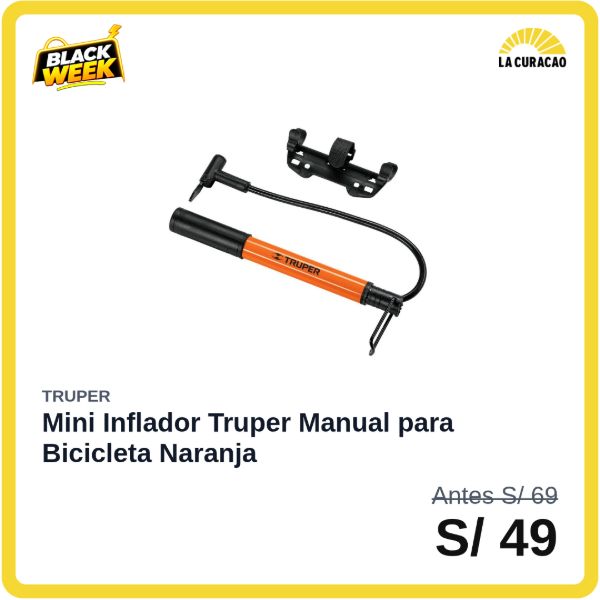 BLACK
WEEK
LA CURACAO
TRUPER
TRUPER
Mini Inflador Truper Manual para
Bicicleta Naranja
Antes S/ 69
S/ 49